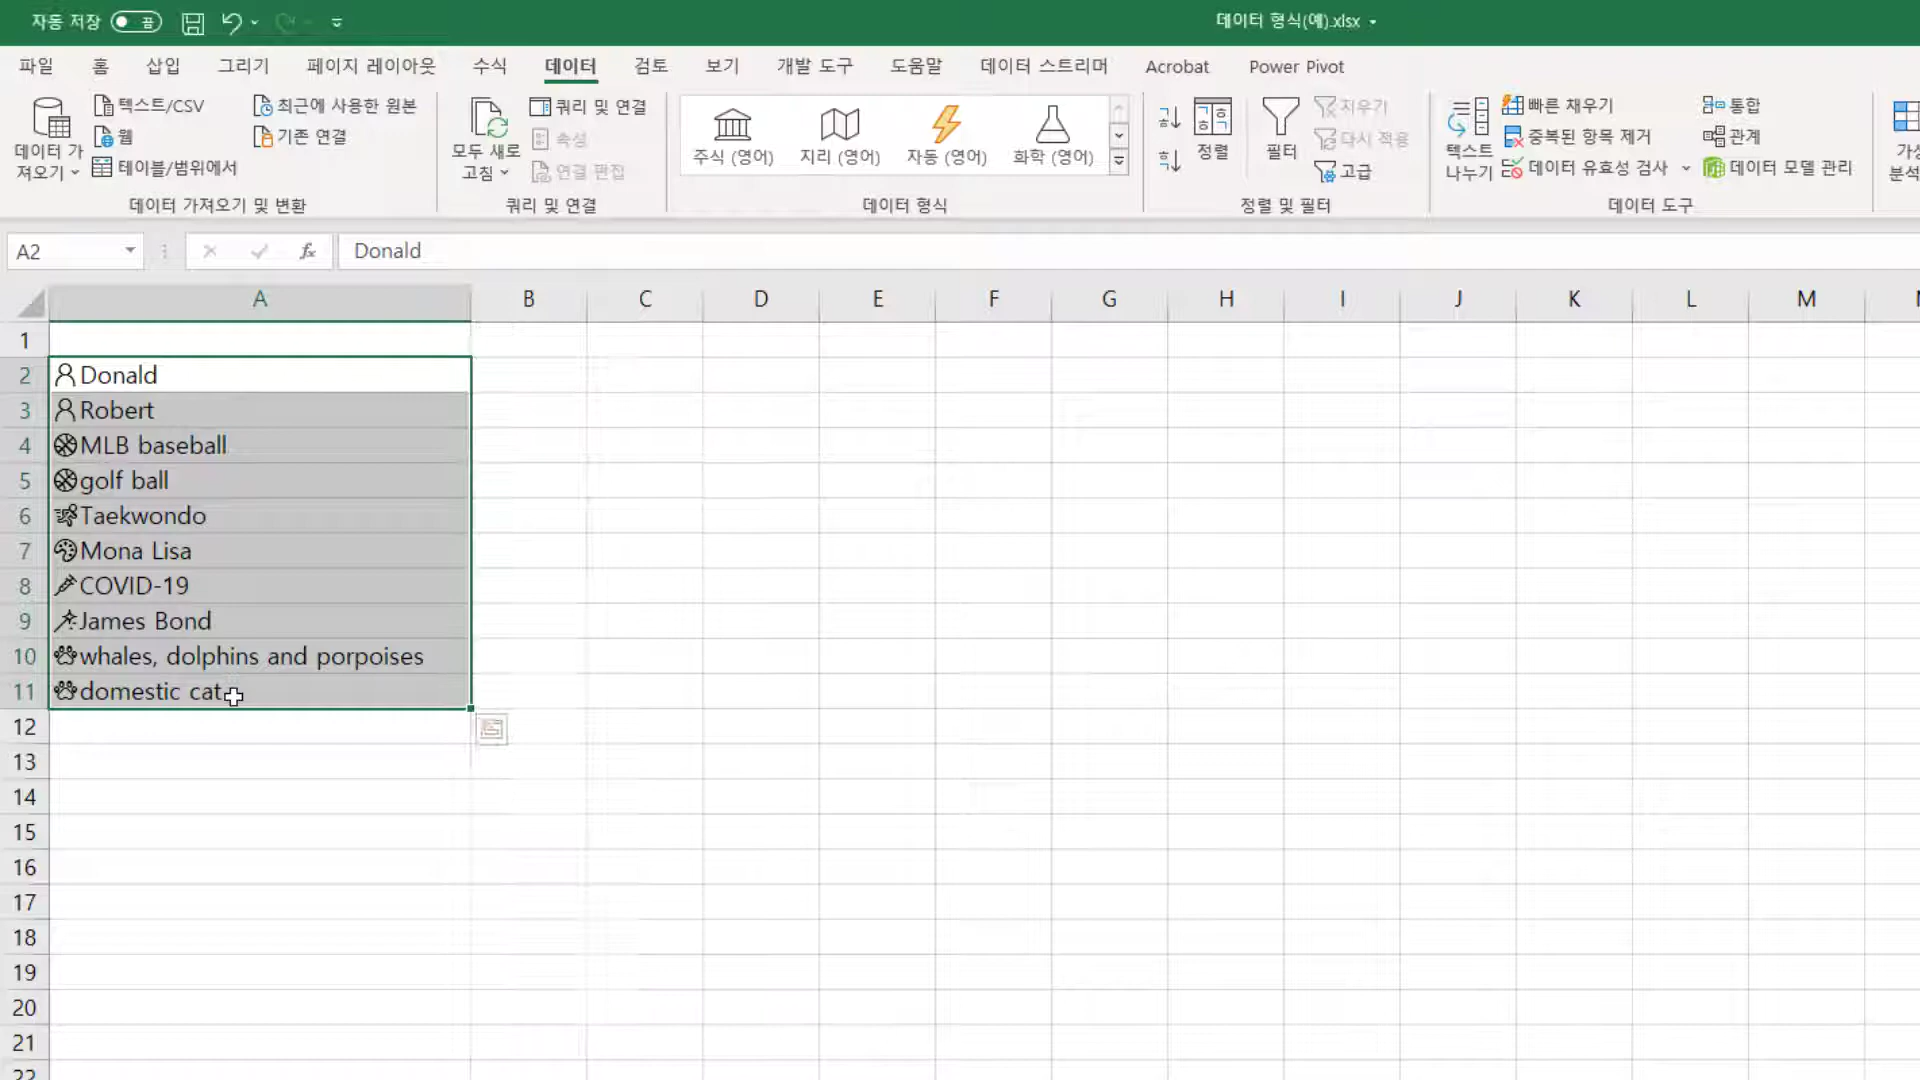 자동 저장 끔
데이터 형식(예).xlsx
파일 홈 삽입 그리기 페이지 레이아웃 수식 데이터 검토 보기 개발 도구 도움말 데이터 스트리머 Acrobat Power Pivot
데이터 가
져오기
텍스트/CSV
웹
테이블/범위에서
최근에 사용한 원본
기존 연결
데이터 가져오기 및 변환
모두 새로
고침
쿼리 및 연결
속성
연결 편집
쿼리 및 연결
주식 (영어) 지리 (영어) 자동 (영어) 화학 (영어)
데이터 형식
정렬
필터
지우기
다시 적용
고급
정렬 및 필터
텍스트
나누기
빠른 채우기
중복된 항목 제거
데이터 유효성 검사
통합
관계
데이터 모델 관리
데이터 도구
가상
분석
A2 fx Donald
A B C D E F G H I J K L M
1
2 Donald
3 Robert
4 MLB baseball
5 golf ball
6 Taekwondo
7 Mona Lisa
8 COVID-19
9 James Bond
10 whales, dolphins and porpoises
11 domestic cat
12
13
14
15
16
17
18
19
20
21
22